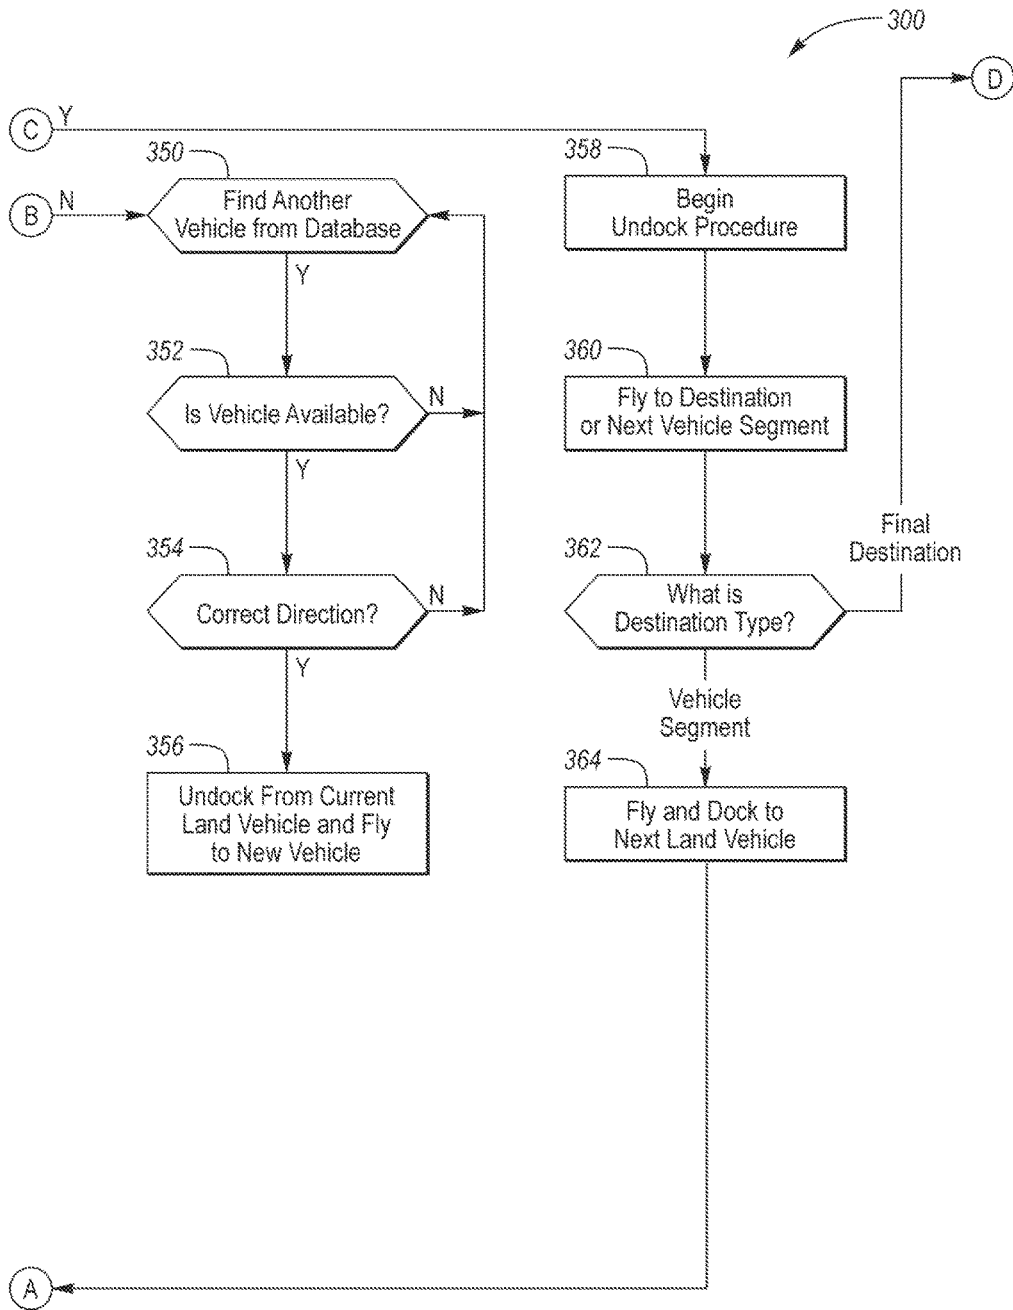 300
D
C
Y
350
358
B
N
Find Another
Vehicle from Database
Begin
Undock Procedure
Y
352
360
Is Vehicle Available?
N
Fly to Destination
or Next Vehicle Segment
Y
Final
Destination
354
362
Correct Direction?
N
What is
Destination Type?
Y
Vehicle
Segment
356
364
Undock From Current
Land Vehicle and Fly
to New Vehicle
Fly and Dock to
Next Land Vehicle
A